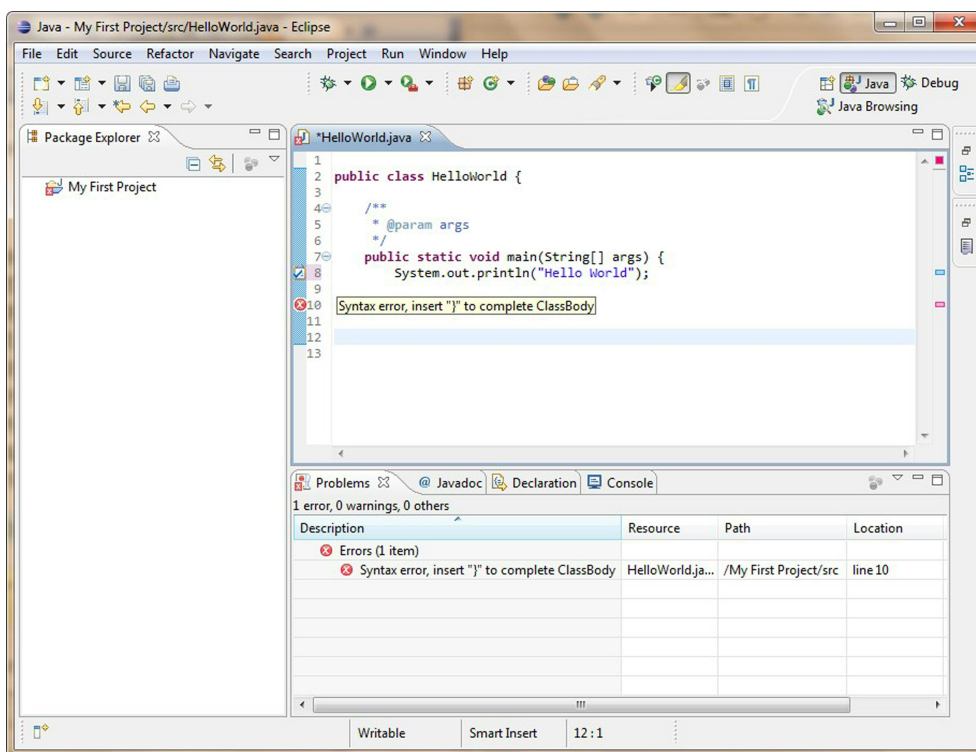 Java - My First Project/src/HelloWorld.java - Eclipse
File Edit Source Refactor Navigate Search Project Run Window Help
Java Debug
Java Browsing
Package Explorer
My First Project
*HelloWorld.java
1
2 public class HelloWorld {
3
4 /**
5 * @param args
6 */
7 public static void main(String[] args) {
8 System.out.println("Hello World");
9
10 Syntax error, insert "}" to complete ClassBody
11
12
13
Problems @ Javadoc Declaration Console
1 error, 0 warnings, 0 others
Description Resource Path Location
Errors (1 item)
Syntax error, insert "}" to complete ClassBody HelloWorld.ja... /My First Project/src line 10
Writable Smart Insert 12 : 1